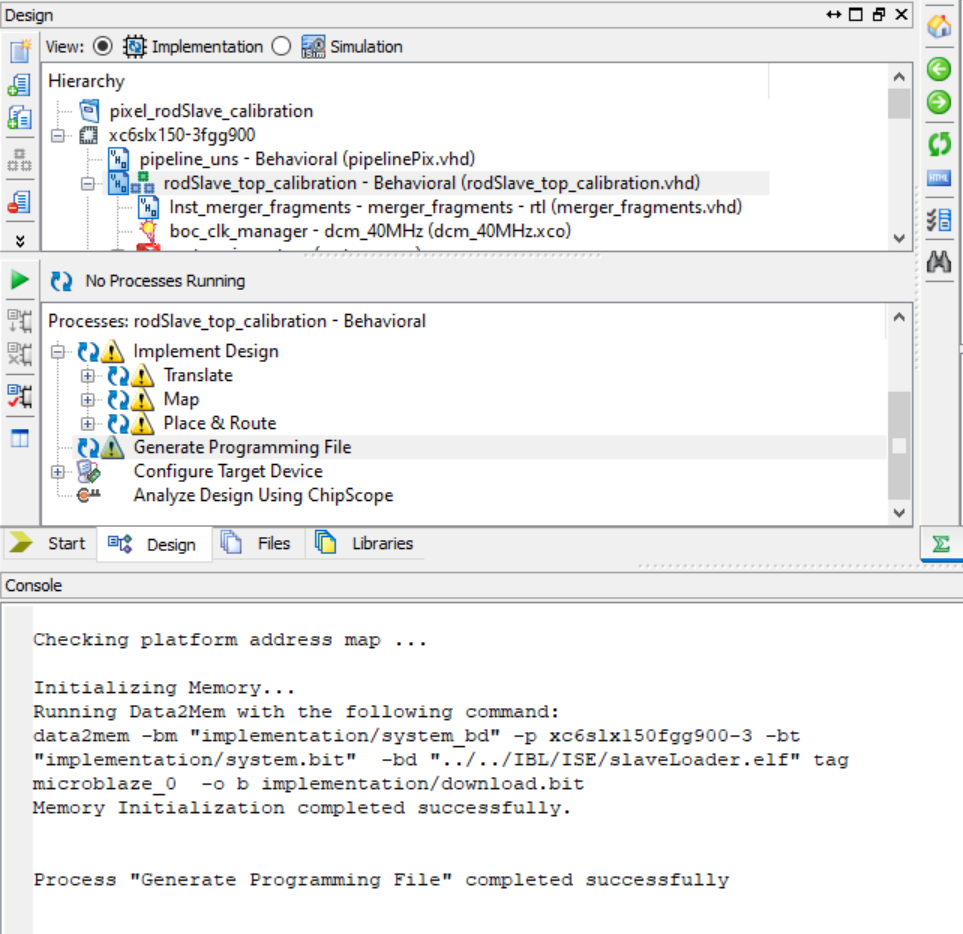 Design
View: Implementation Simulation
Hierarchy
pixel_rodSlave_calibration
xc6slx150-3fgg900
pipeline_uns - Behavioral (pipelinePix.vhd)
rodSlave_top_calibration - Behavioral (rodSlave_top_calibration.vhd)
Inst_merger_fragments - merger_fragments - rtl (merger_fragments.vhd)
boc_clk_manager - dcm_40MHz (dcm_40MHz.xco)
No Processes Running
Processes: rodSlave_top_calibration - Behavioral
Implement Design
Translate
Map
Place & Route
Generate Programming File
Configure Target Device
Analyze Design Using ChipScope
Start Design Files Libraries
Console
Checking platform address map ...
Initializing Memory...
Running Data2Mem with the following command:
data2mem -bm "implementation/system_bd" -p xc6slx150fgg900-3 -bt
"implementation/system.bit" -bd "../../IBL/ISE/slaveLoader.elf" tag
microblaze_0 -o b implementation/download.bit
Memory Initialization completed successfully.
Process "Generate Programming File" completed successfully